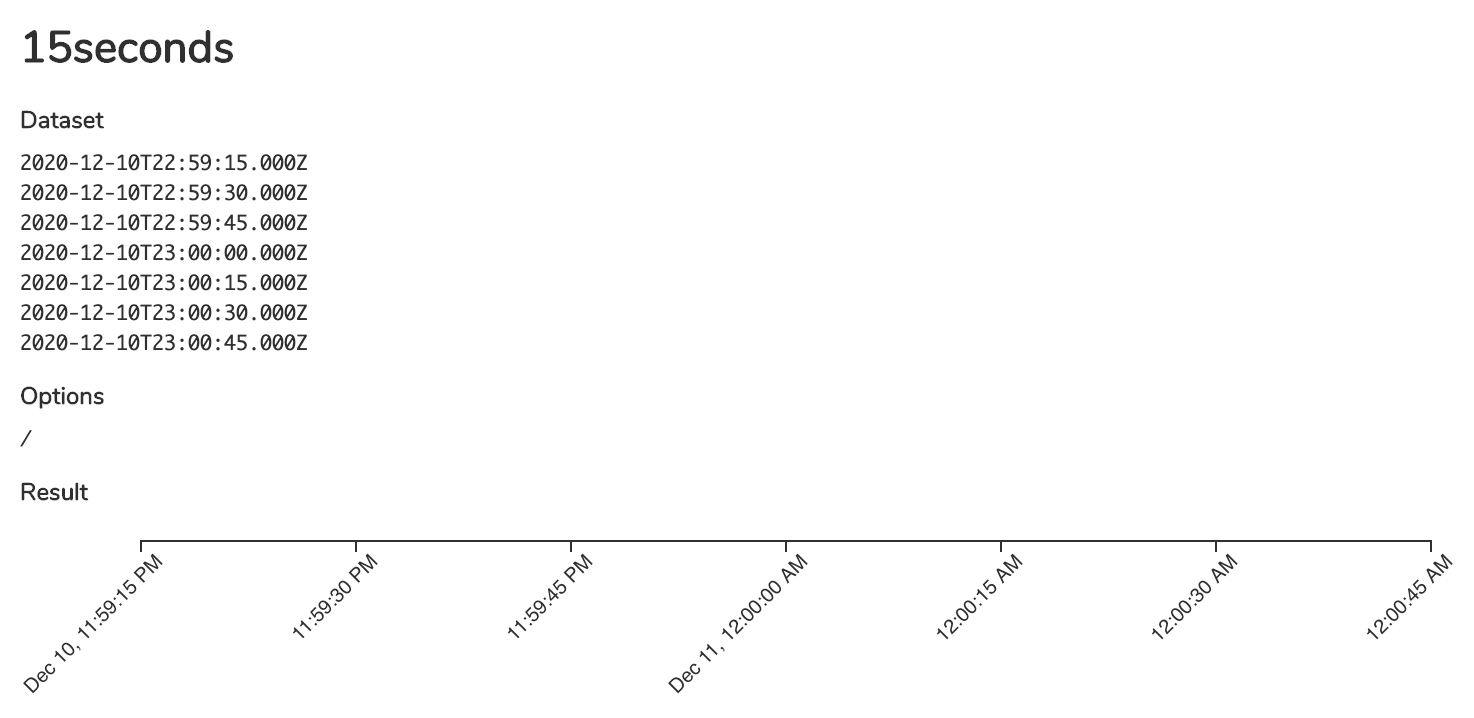 15seconds
Dataset
2020-12-10T22:59:15.000Z
2020-12-10T22:59:30.000Z
2020-12-10T22:59:45.000Z
2020-12-10T23:00:00.000Z
2020-12-10T23:00:15.000Z
2020-12-10T23:00:30.000Z
2020-12-10T23:00:45.000Z
Options
/
Result
Dec 10, 11:59:15 PM
11:59:30 PM
11:59:45 PM
Dec 11, 12:00:00 AM
12:00:15 AM
12:00:30 AM
12:00:45 AM